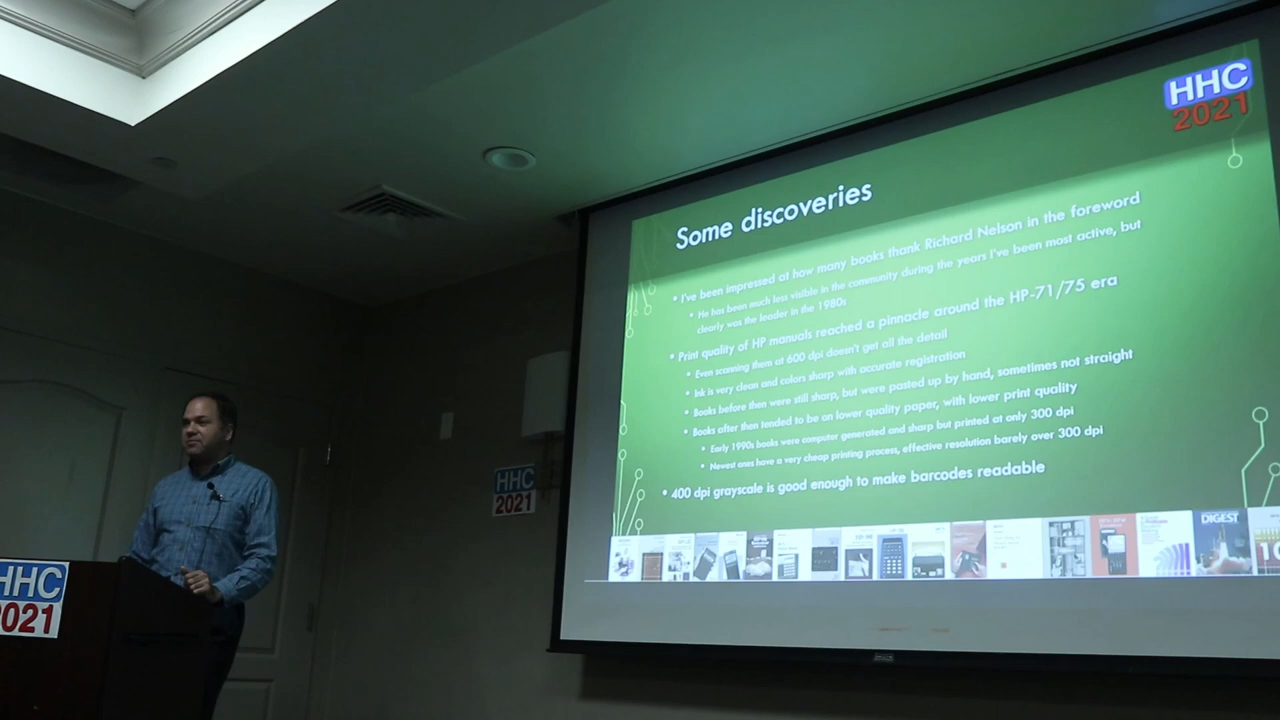 HHC
2021
Some discoveries
• I've been impressed at how many books thank Richard Nelson in the foreword
• He has been much less visible in the community during the years I've been most active, but
clearly was the leader in the 1980s
• Print quality of HP manuals reached a pinnacle around the HP-71/75 era
• Even scanning them at 600 dpi doesn't get all the detail
• Ink is very clean and colors sharp with accurate registration
• Books before then were still sharp, but were pasted up by hand, sometimes not straight
• Books after then tended to be on lower quality paper, with lower print quality
• Early 1990s books were computer generated and sharp but printed at only 300 dpi
• Newest ones have a very cheap printing process, effective resolution barely over 300 dpi
• 400 dpi grayscale is good enough to make barcodes readable
DIGEST
HHC
2021
HHC
2021